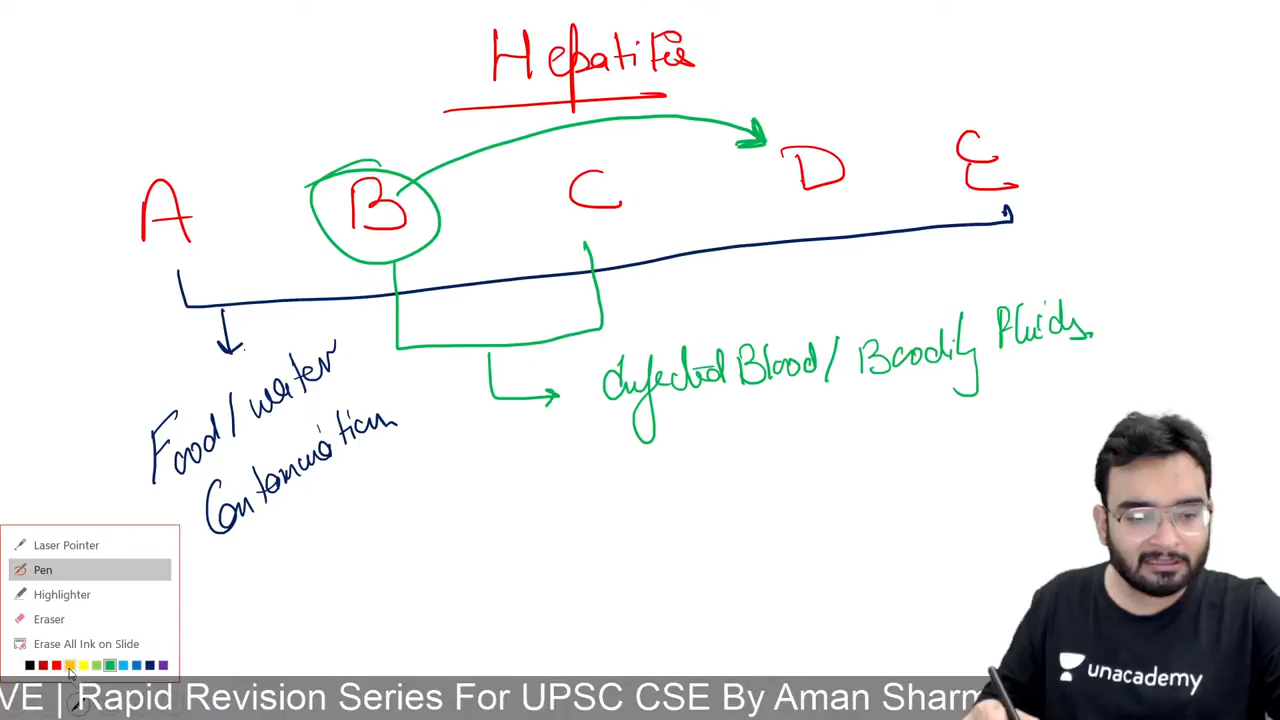 Hepatitis
A B C D E
Infected Blood / Boodily Fluids
Food / water
Contamination
Laser Pointer
Pen
Highlighter
Eraser
Erase All Ink on Slide
unacademy
VE | Rapid Revision Series For UPSC CSE By Aman Sharm